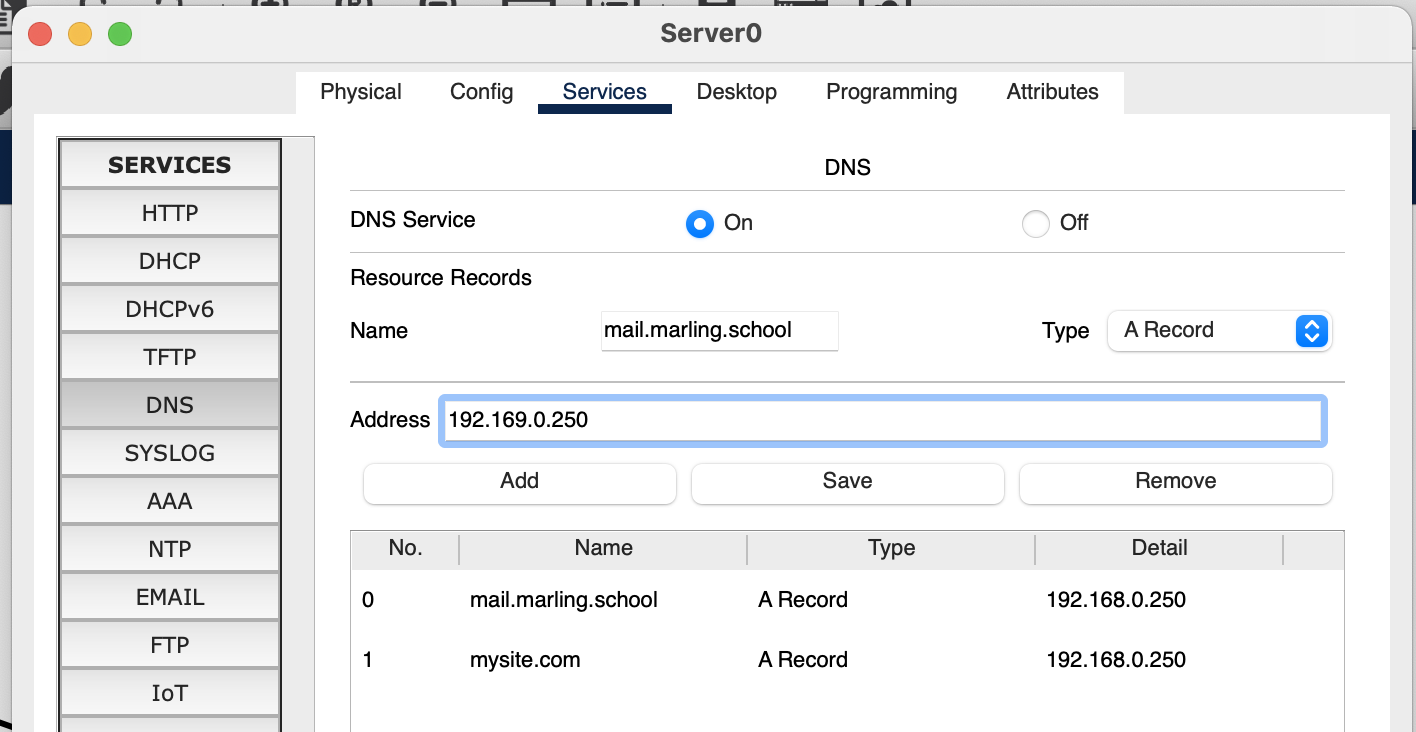 Server0
Physical Config Services Desktop Programming Attributes
SERVICES
HTTP
DHCP
DHCPv6
TFTP
DNS
SYSLOG
AAA
NTP
EMAIL
FTP
IoT
DNS
DNS Service On Off
Resource Records
Name mail.marling.school Type A Record
Address 192.169.0.250
Add Save Remove
No. Name Type Detail
0 mail.marling.school A Record 192.168.0.250
1 mysite.com A Record 192.168.0.250